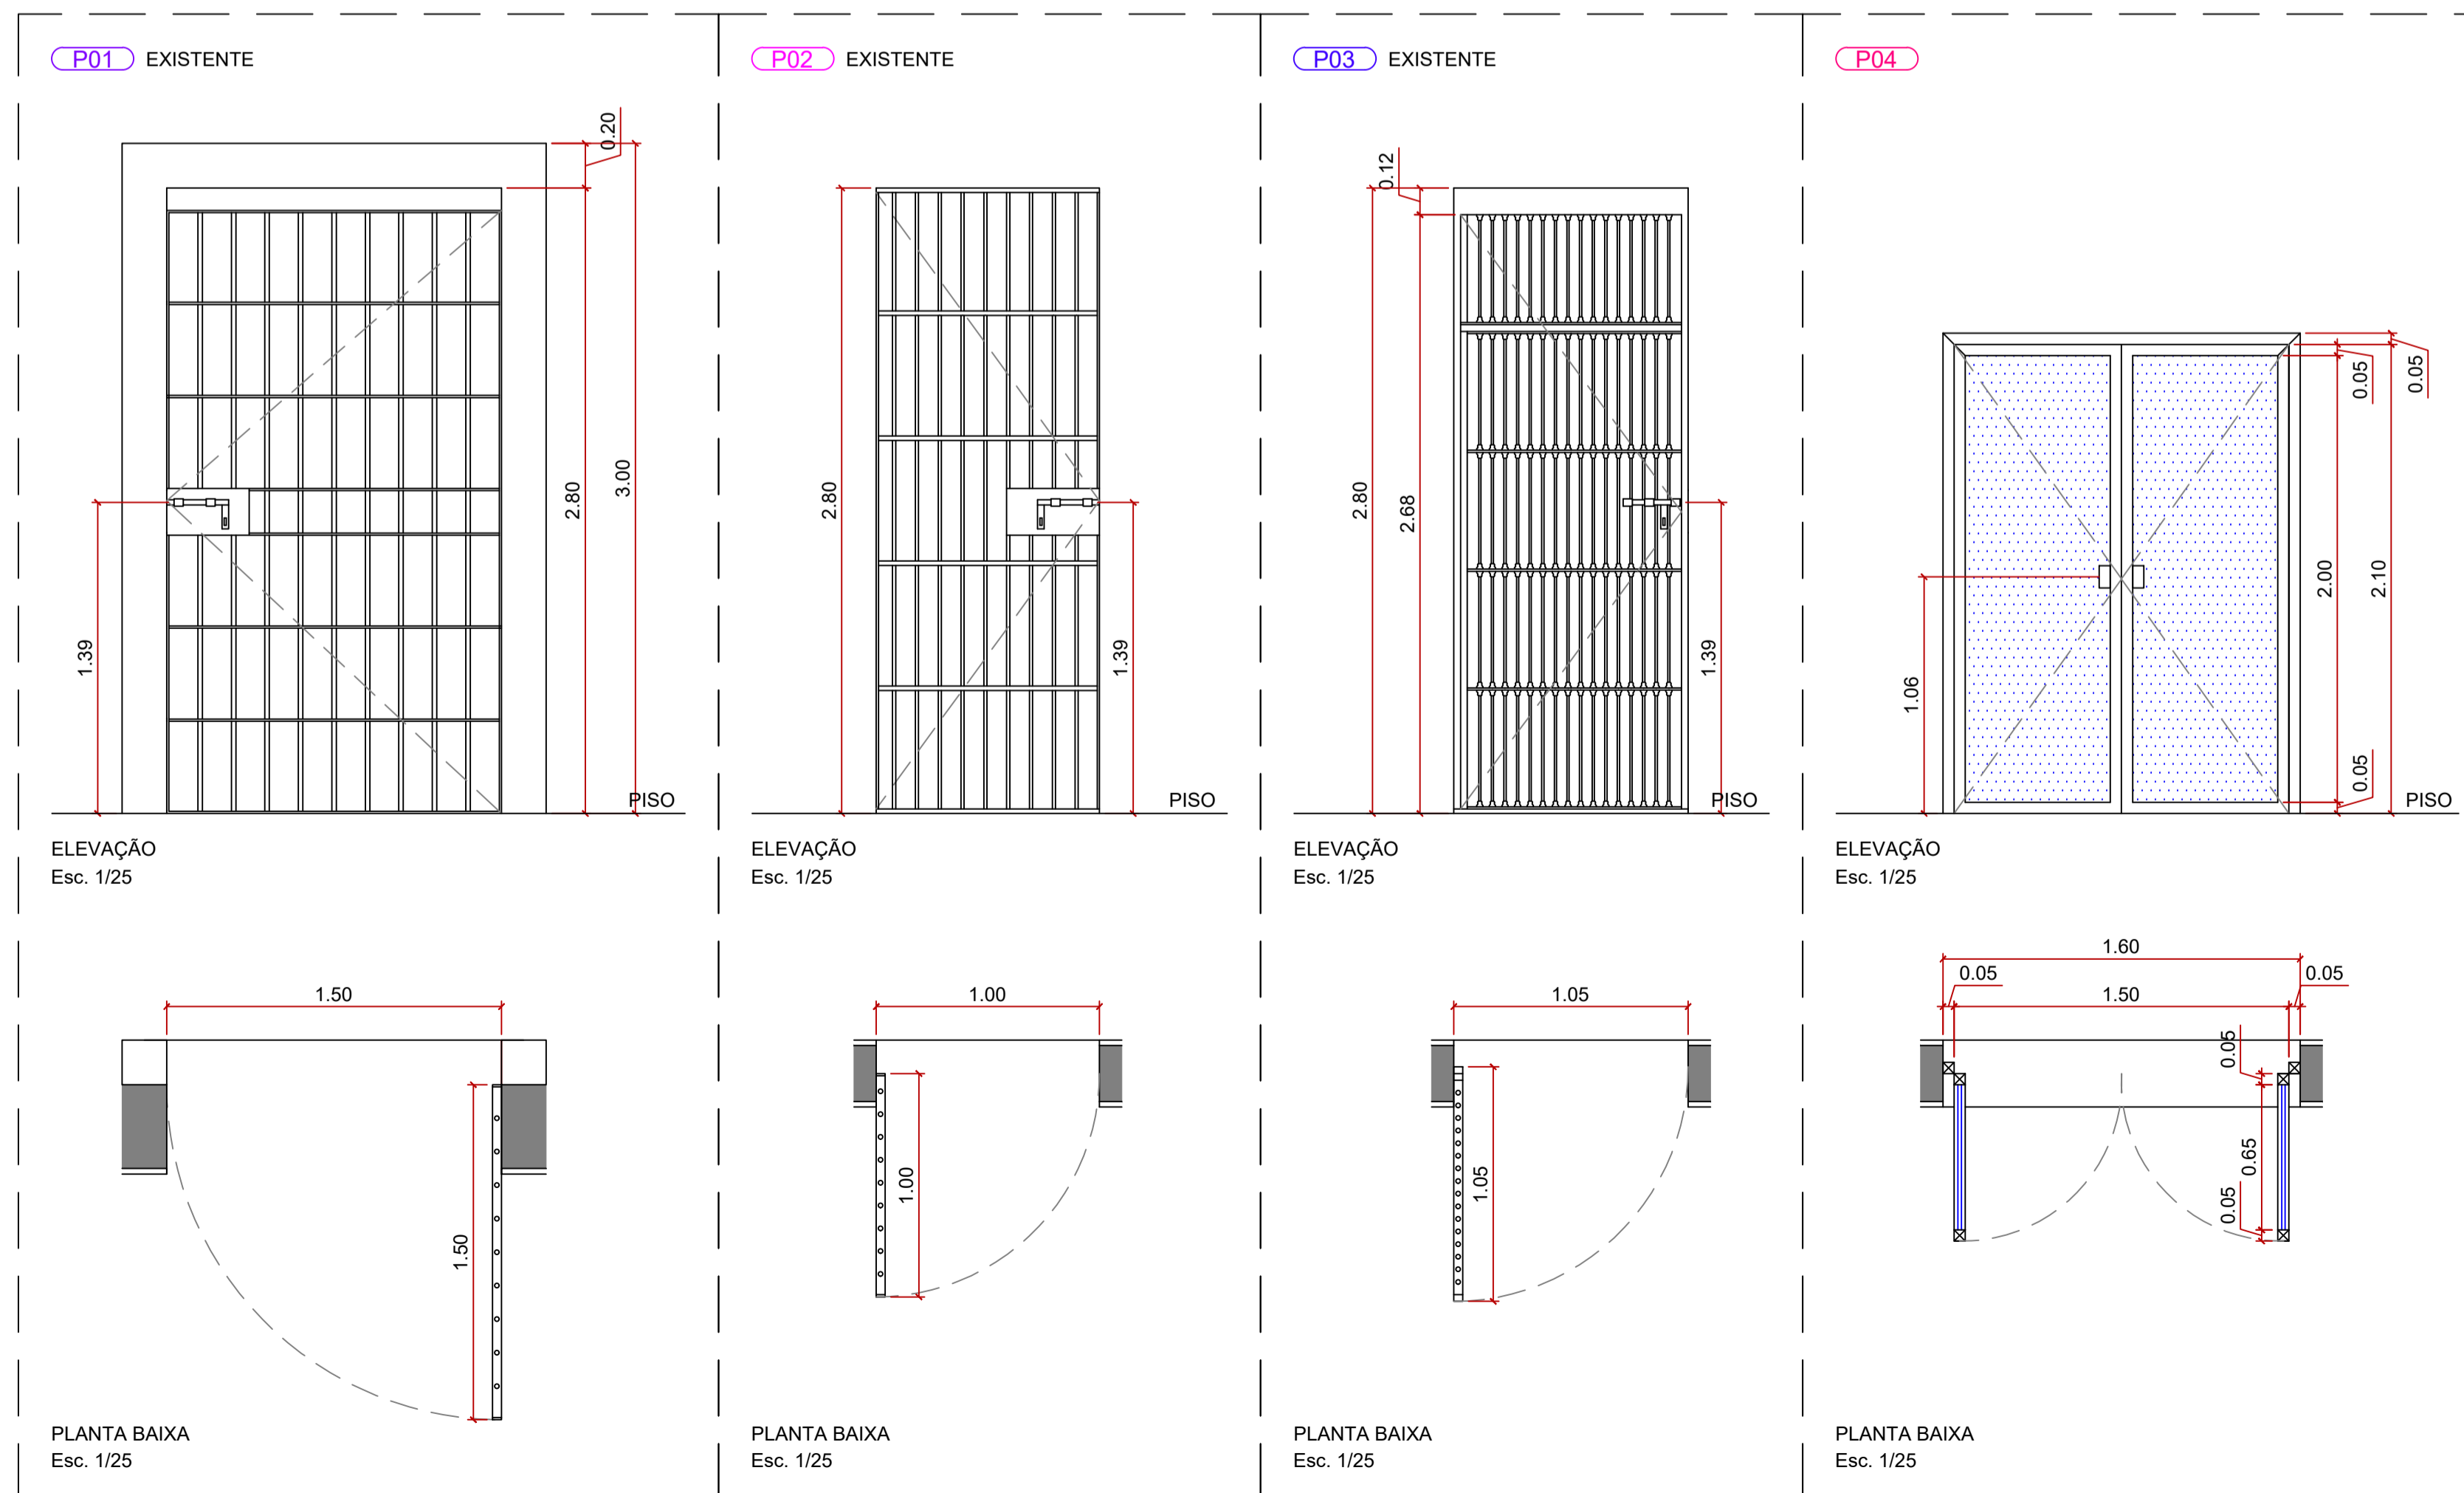 P01 EXISTENTE
0.20
3.00
2.80
1.39
PISO
ELEVAÇÃO
Esc. 1/25
1.50
1.50
PLANTA BAIXA
Esc. 1/25
P02 EXISTENTE
2.80
1.39
PISO
ELEVAÇÃO
Esc. 1/25
1.00
1.00
PLANTA BAIXA
Esc. 1/25
P03 EXISTENTE
0.12
2.80
2.68
1.39
PISO
ELEVAÇÃO
Esc. 1/25
1.05
1.05
PLANTA BAIXA
Esc. 1/25
P04
0.05
0.05
2.00
2.10
1.06
0.05
PISO
ELEVAÇÃO
Esc. 1/25
1.60
0.05
0.05
1.50
0.05
0.65
0.05
PLANTA BAIXA
Esc. 1/25